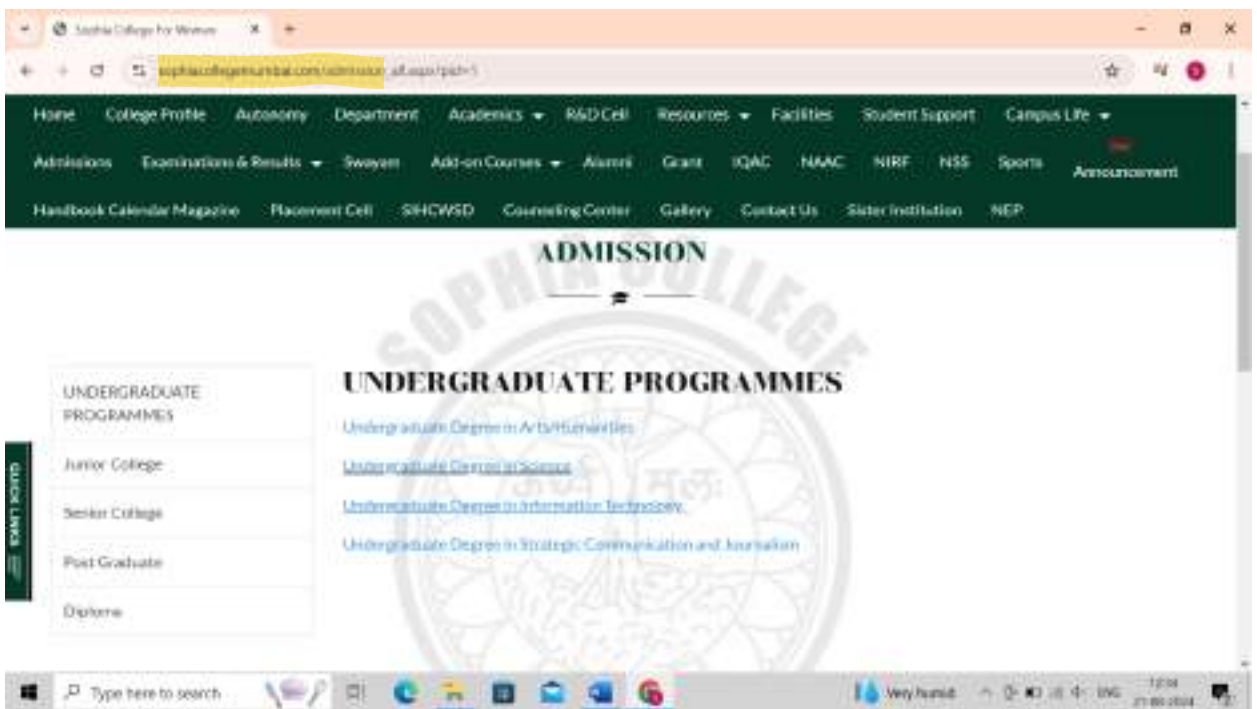 Sophia College For Women
sophiacollegemumbai.com/admission_all.aspx?pid=1
Home College Profile Autonomy Department Academics R&D Cell Resources Facilities Student Support Campus Life
Admissions Examinations & Results Swayam Add-on Courses Alumni Grant IQAC NAAC NIRF NSS Sports Announcement
Handbook Calendar Magazine Placement Cell SIHCWSD Counseling Center Gallery Contact Us Sister Institution NEP
SOPHIA COLLEGE
ADMISSION
UNDERGRADUATE PROGRAMMES
Junior College
Senior College
Post Graduate
Diploma
QUICK LINKS
UNDERGRADUATE PROGRAMMES
Undergraduate Degree in Arts/Humanities
Undergraduate Degree in Science
Undergraduate Degree in Information Technology
Undergraduate Degree in Strategic Communication and Journalism
मूलः
Type here to search
Very humid
ENG